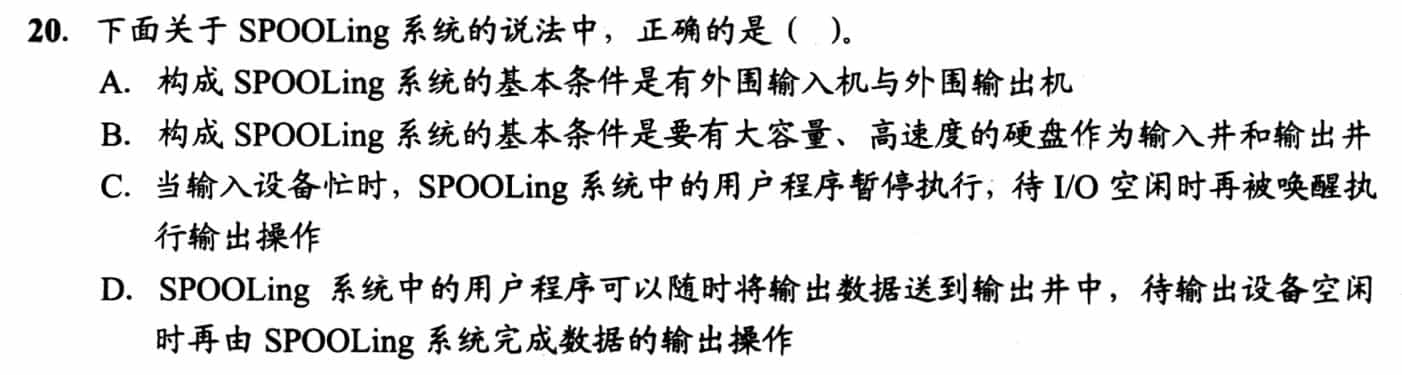 20. 下面关于 SPOOLing 系统的说法中，正确的是（ ）。
A. 构成 SPOOLing 系统的基本条件是有外围输入机与外围输出机
B. 构成 SPOOLing 系统的基本条件是要有大容量、高速度的硬盘作为输入井和输出井
C. 当输入设备忙时，SPOOLing 系统中的用户程序暂停执行，待 I/O 空闲时再被唤醒执
行输出操作
D. SPOOLing 系统中的用户程序可以随时将输出数据送到输出井中，待输出设备空闲
时再由 SPOOLing 系统完成数据的输出操作